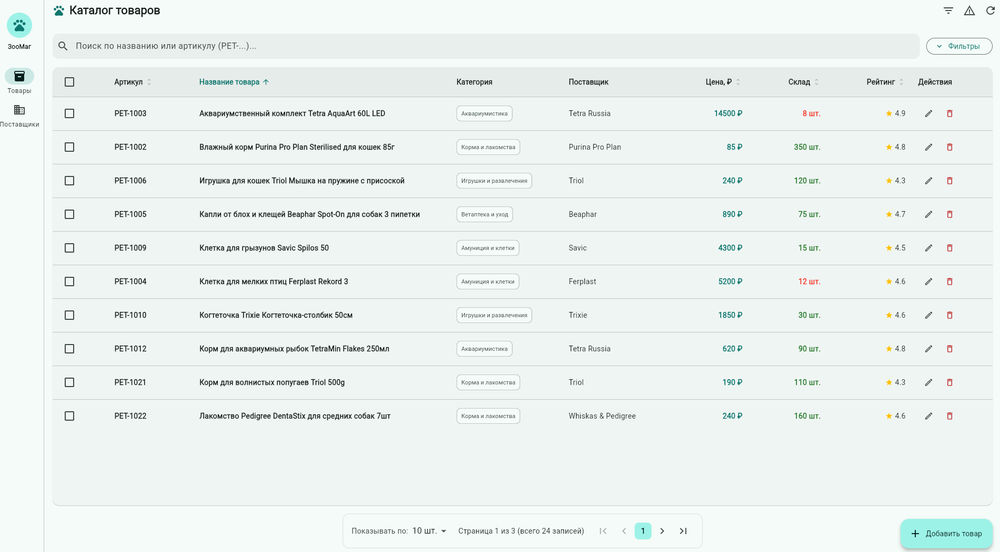 ЗооМаг
Товары
Поставщики
Каталог товаров
Поиск по названию или артикулу (PET-...)...
Фильтры
Артикул Название товара Категория Поставщик Цена, ₽ Склад Рейтинг Действия
PET-1003 Аквариумственный комплект Tetra AquaArt 60L LED Аквариумистика Tetra Russia 14500 ₽ 8 шт. 4.9
PET-1002 Влажный корм Purina Pro Plan Sterilised для кошек 85г Корма и лакомства Purina Pro Plan 85 ₽ 350 шт. 4.8
PET-1006 Игрушка для кошек Triol Мышка на пружине с присоской Игрушки и развлечения Triol 240 ₽ 120 шт. 4.3
PET-1005 Капли от блох и клещей Beaphar Spot-On для собак 3 пипетки Ветаптека и уход Beaphar 890 ₽ 75 шт. 4.7
PET-1009 Клетка для грызунов Savic Spilos 50 Амуниция и клетки Savic 4300 ₽ 15 шт. 4.5
PET-1004 Клетка для мелких птиц Ferplast Rekord 3 Амуниция и клетки Ferplast 5200 ₽ 12 шт. 4.6
PET-1010 Когтеточка Trixie Когтеточка-столбик 50см Игрушки и развлечения Trixie 1850 ₽ 30 шт. 4.6
PET-1012 Корм для аквариумных рыбок TetraMin Flakes 250мл Аквариумистика Tetra Russia 620 ₽ 90 шт. 4.8
PET-1021 Корм для волнистых попугаев Triol 500g Корма и лакомства Triol 190 ₽ 110 шт. 4.3
PET-1022 Лакомство Pedigree DentaStix для средних собак 7шт Корма и лакомства Whiskas & Pedigree 240 ₽ 160 шт. 4.6
Показывать по: 10 шт. Страница 1 из 3 (всего 24 записей) 1
Добавить товар